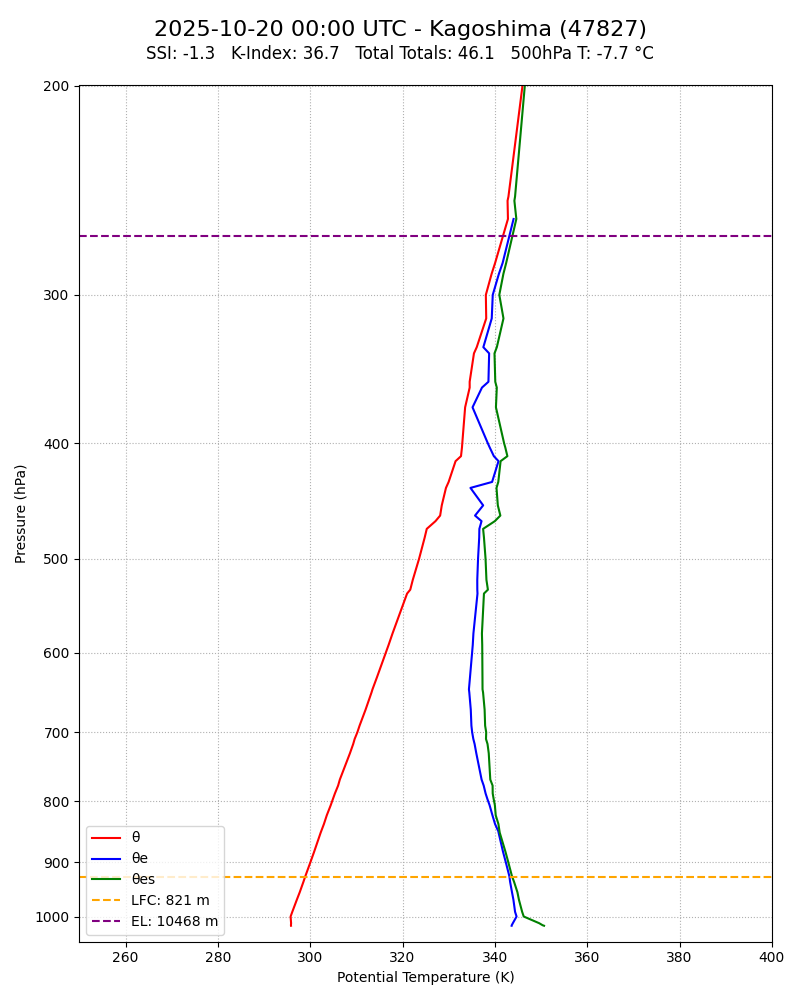 2025-10-20 00:00 UTC - Kagoshima (47827)
SSI: -1.3   K-Index: 36.7   Total Totals: 46.1   500hPa T: -7.7 °C
200
300
400
500
600
700
800
900
1000
Pressure (hPa)
θ
θe
θes
LFC: 821 m
EL: 10468 m
260 280 300 320 340 360 380 400
Potential Temperature (K)